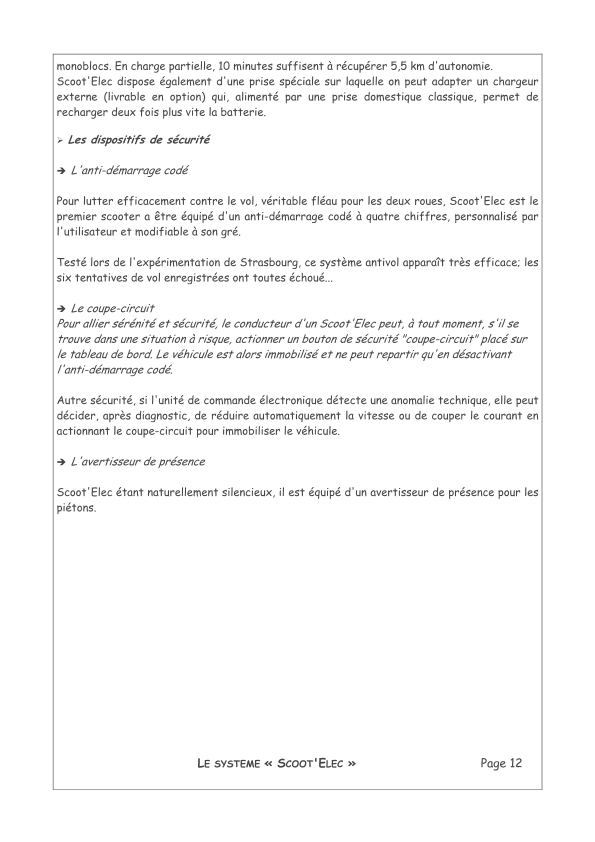 monoblocs. En charge partielle, 10 minutes suffisent à récupérer 5,5 km d'autonomie.
Scoot'Elec dispose également d'une prise spéciale sur laquelle on peut adapter un chargeur
externe (livrable en option) qui, alimenté par une prise domestique classique, permet de
recharger deux fois plus vite la batterie.
➢ Les dispositifs de sécurité
➔ L'anti-démarrage codé
Pour lutter efficacement contre le vol, véritable fléau pour les deux roues, Scoot'Elec est le
premier scooter a être équipé d'un anti-démarrage codé à quatre chiffres, personnalisé par
l'utilisateur et modifiable à son gré.
Testé lors de l'expérimentation de Strasbourg, ce système antivol apparaît très efficace; les
six tentatives de vol enregistrées ont toutes échoué...
➔ Le coupe-circuit
Pour allier sérénité et sécurité, le conducteur d'un Scoot'Elec peut, à tout moment, s'il se
trouve dans une situation à risque, actionner un bouton de sécurité "coupe-circuit" placé sur
le tableau de bord. Le véhicule est alors immobilisé et ne peut repartir qu'en désactivant
l'anti-démarrage codé.
Autre sécurité, si l'unité de commande électronique détecte une anomalie technique, elle peut
décider, après diagnostic, de réduire automatiquement la vitesse ou de couper le courant en
actionnant le coupe-circuit pour immobiliser le véhicule.
➔ L'avertisseur de présence
Scoot'Elec étant naturellement silencieux, il est équipé d'un avertisseur de présence pour les
piétons.
LE SYSTEME « SCOOT'ELEC » Page 12